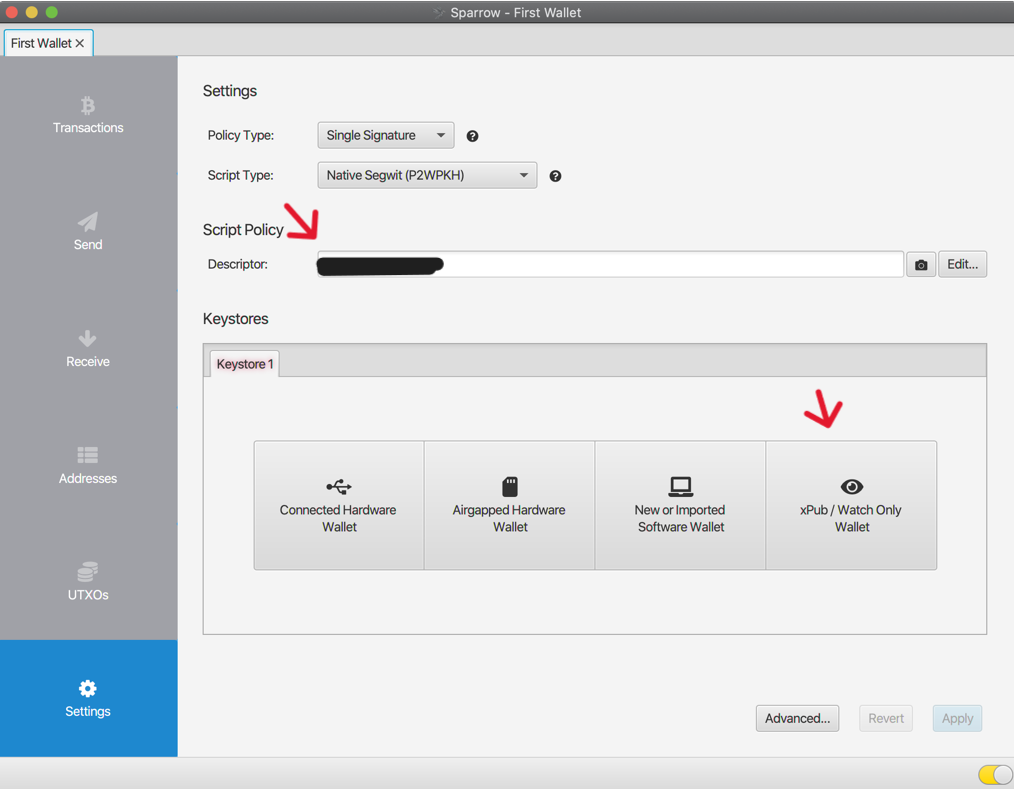 Sparrow - First Wallet
First Wallet
Transactions
Send
Receive
Addresses
UTXOs
Settings
Settings
Policy Type: Single Signature
Script Type: Native Segwit (P2WPKH)
Script Policy
Descriptor: Edit...
Keystores
Keystore 1
Connected Hardware
Wallet
Airgapped Hardware
Wallet
New or Imported
Software Wallet
xPub / Watch Only
Wallet
Advanced... Revert Apply